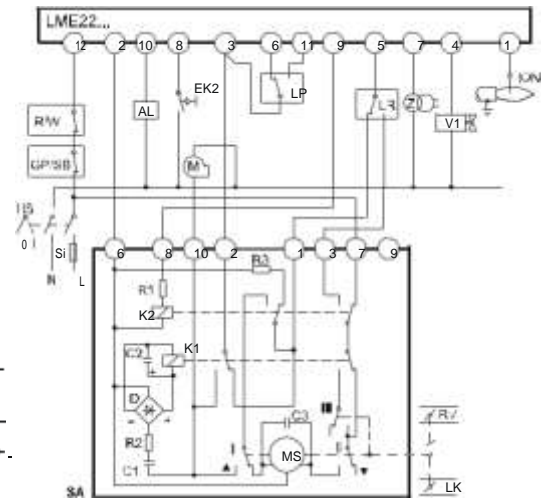 LME22...
12 2 10 8 3 6 11 9 5 7 4 1
ION
EK2
LP
AL
LR
Z
V1
R/W
M
GP/SB
HS
0 I
Si
N L
6 8 10 2 1 3 7 9
R3
R1
K2
K1
C2
D
- +
R2
C1
C3
I
III
MS
RV
LK
SA